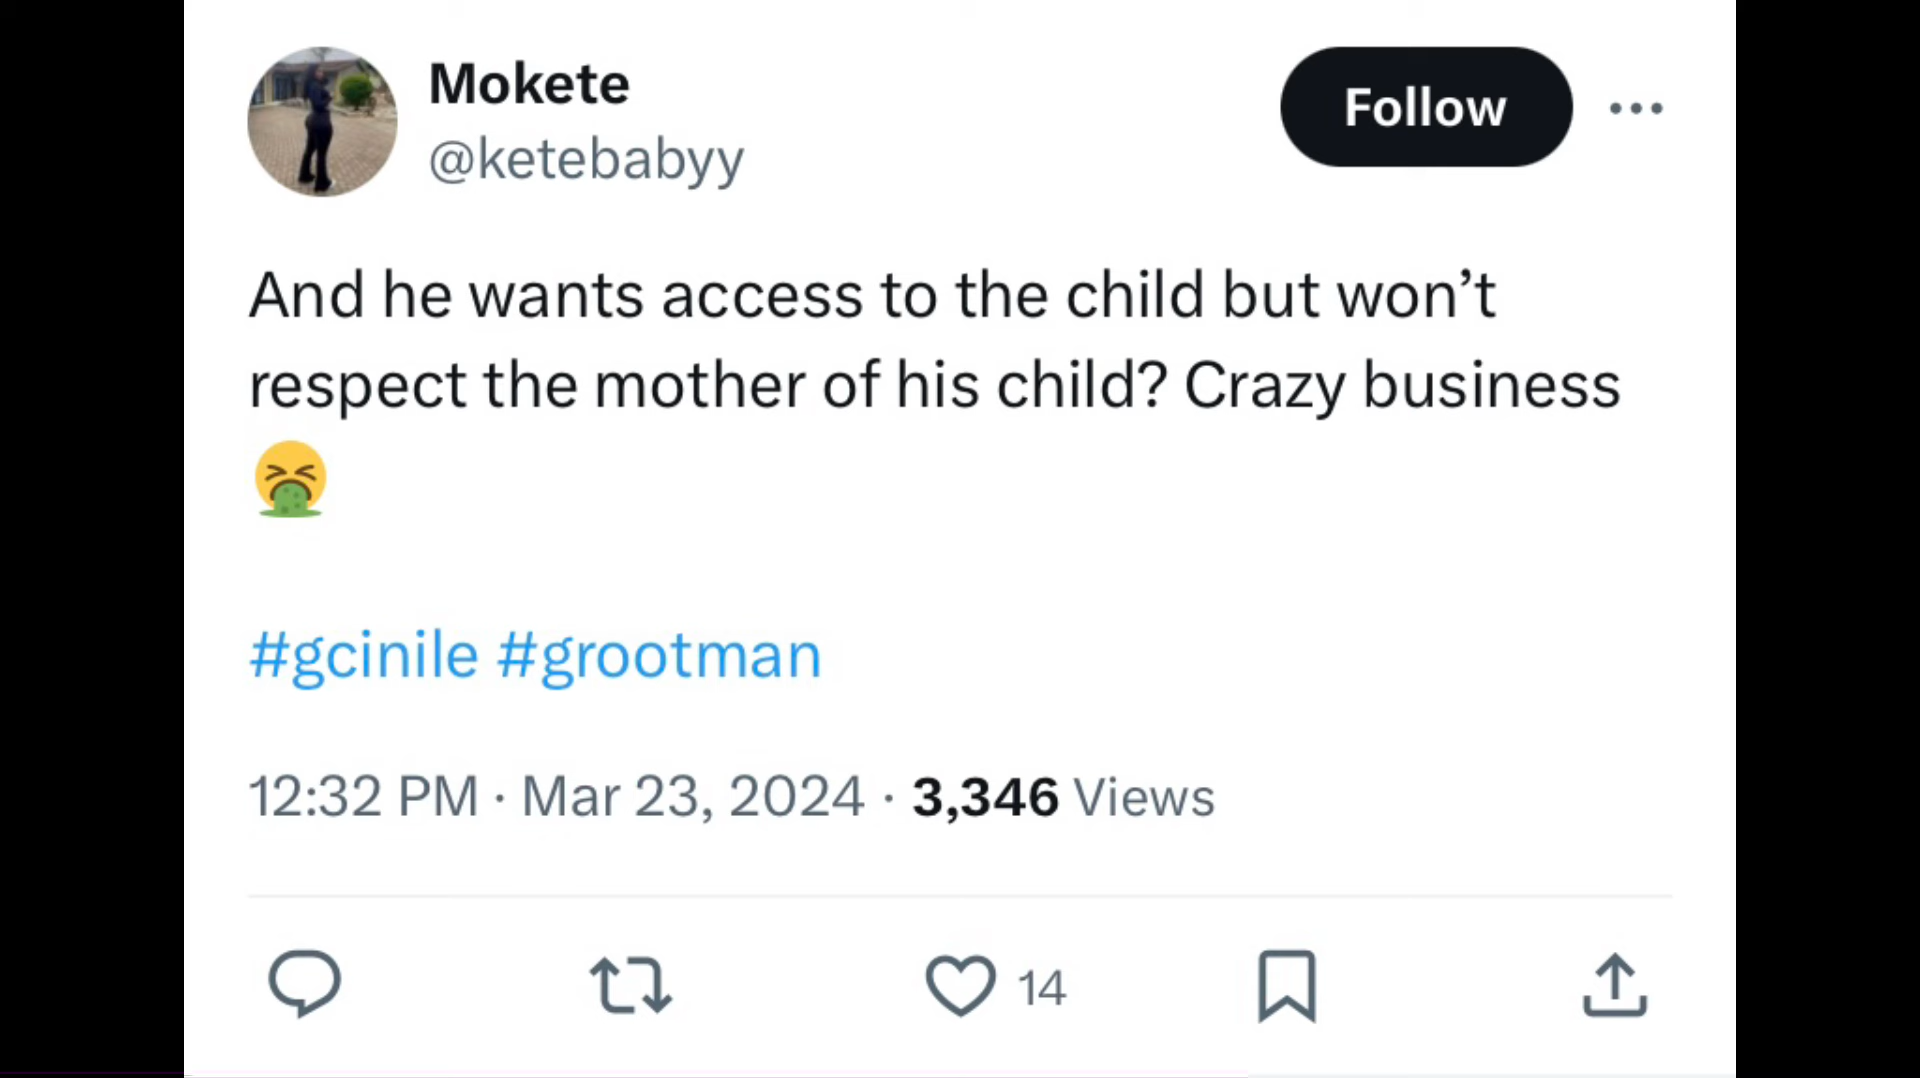 Mokete
Follow
@ketebabyy
And he wants access to the child but won’t
respect the mother of his child? Crazy business
🤮
#gcinile #grootman
12:32 PM · Mar 23, 2024 · 3,346 Views
14